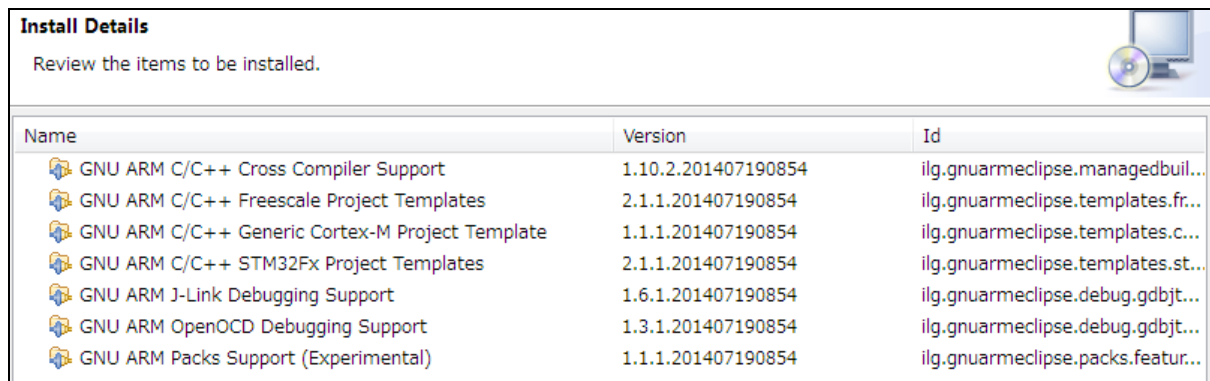 Install Details
Review the items to be installed.
Name Version Id
GNU ARM C/C++ Cross Compiler Support 1.10.2.201407190854 ilg.gnuarmeclipse.managedbuil...
GNU ARM C/C++ Freescale Project Templates 2.1.1.201407190854 ilg.gnuarmeclipse.templates.fr...
GNU ARM C/C++ Generic Cortex-M Project Template 1.1.1.201407190854 ilg.gnuarmeclipse.templates.c...
GNU ARM C/C++ STM32Fx Project Templates 2.1.1.201407190854 ilg.gnuarmeclipse.templates.st...
GNU ARM J-Link Debugging Support 1.6.1.201407190854 ilg.gnuarmeclipse.debug.gdbjt...
GNU ARM OpenOCD Debugging Support 1.3.1.201407190854 ilg.gnuarmeclipse.debug.gdbjt...
GNU ARM Packs Support (Experimental) 1.1.1.201407190854 ilg.gnuarmeclipse.packs.featur...